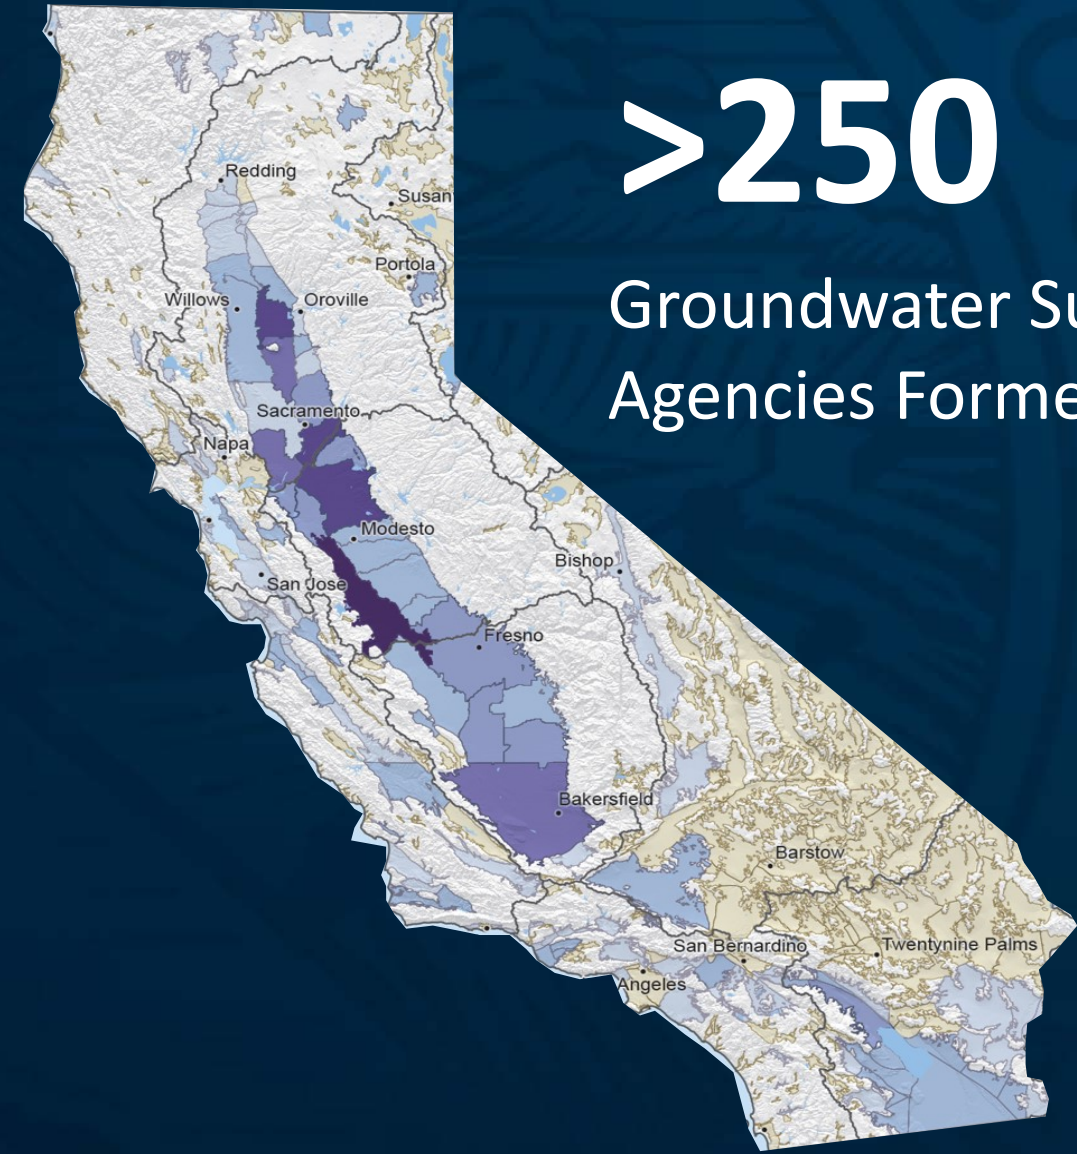 >250
Groundwater Su
Agencies Forme
Redding
Susan
Portola
Willows
Oroville
Sacramento
Napa
Modesto
Bishop
San Jose
Fresno
Bakersfield
Barstow
San Bernardino
Twentynine Palms
Angeles